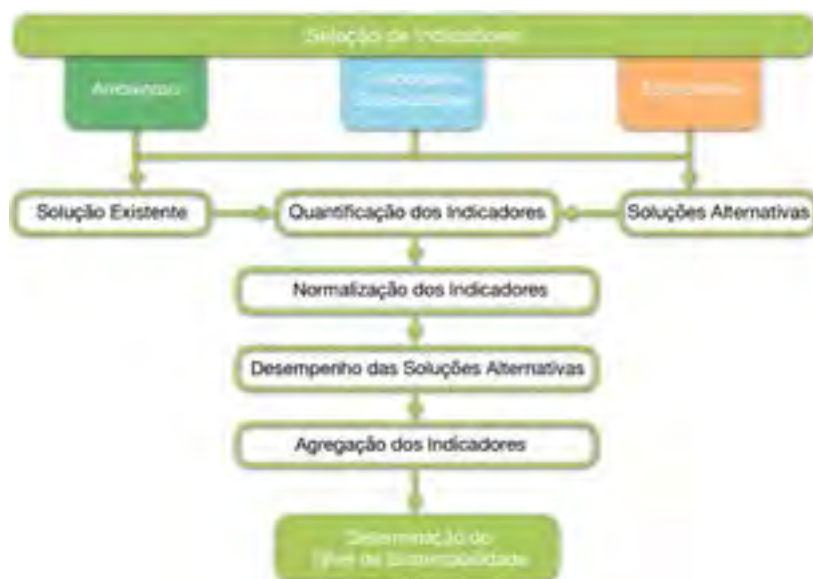 Seleção de Indicadores
Ambiental
Solução Existente
Quantificação dos Indicadores
Soluções Alternativas
Normalização dos Indicadores
Desempenho das Soluções Alternativas
Agregação dos Indicadores
Determinação do
Nível de Sustentabilidade